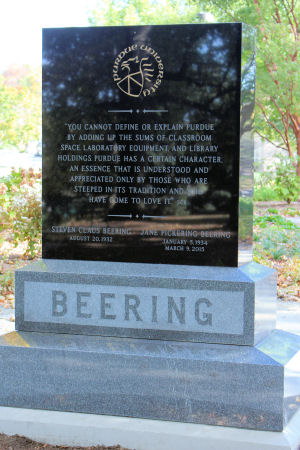 PURDUE UNIVERSITY
"YOU CANNOT DEFINE OR EXPLAIN PURDUE
BY ADDING UP THE SUMS OF CLASSROOM
SPACE, LABORATORY EQUIPMENT, AND LIBRARY
HOLDINGS. PURDUE HAS A CERTAIN CHARACTER,
AN ESSENCE THAT IS UNDERSTOOD AND
APPRECIATED ONLY BY THOSE WHO ARE
STEEPED IN ITS TRADITION AND WHO
HAVE COME TO LOVE IT." SCB
STEVEN CLAUS BEERING JANE PICKERING BEERING
AUGUST 20, 1932 JANUARY 5, 1934
MARCH 9, 2015
BEERING